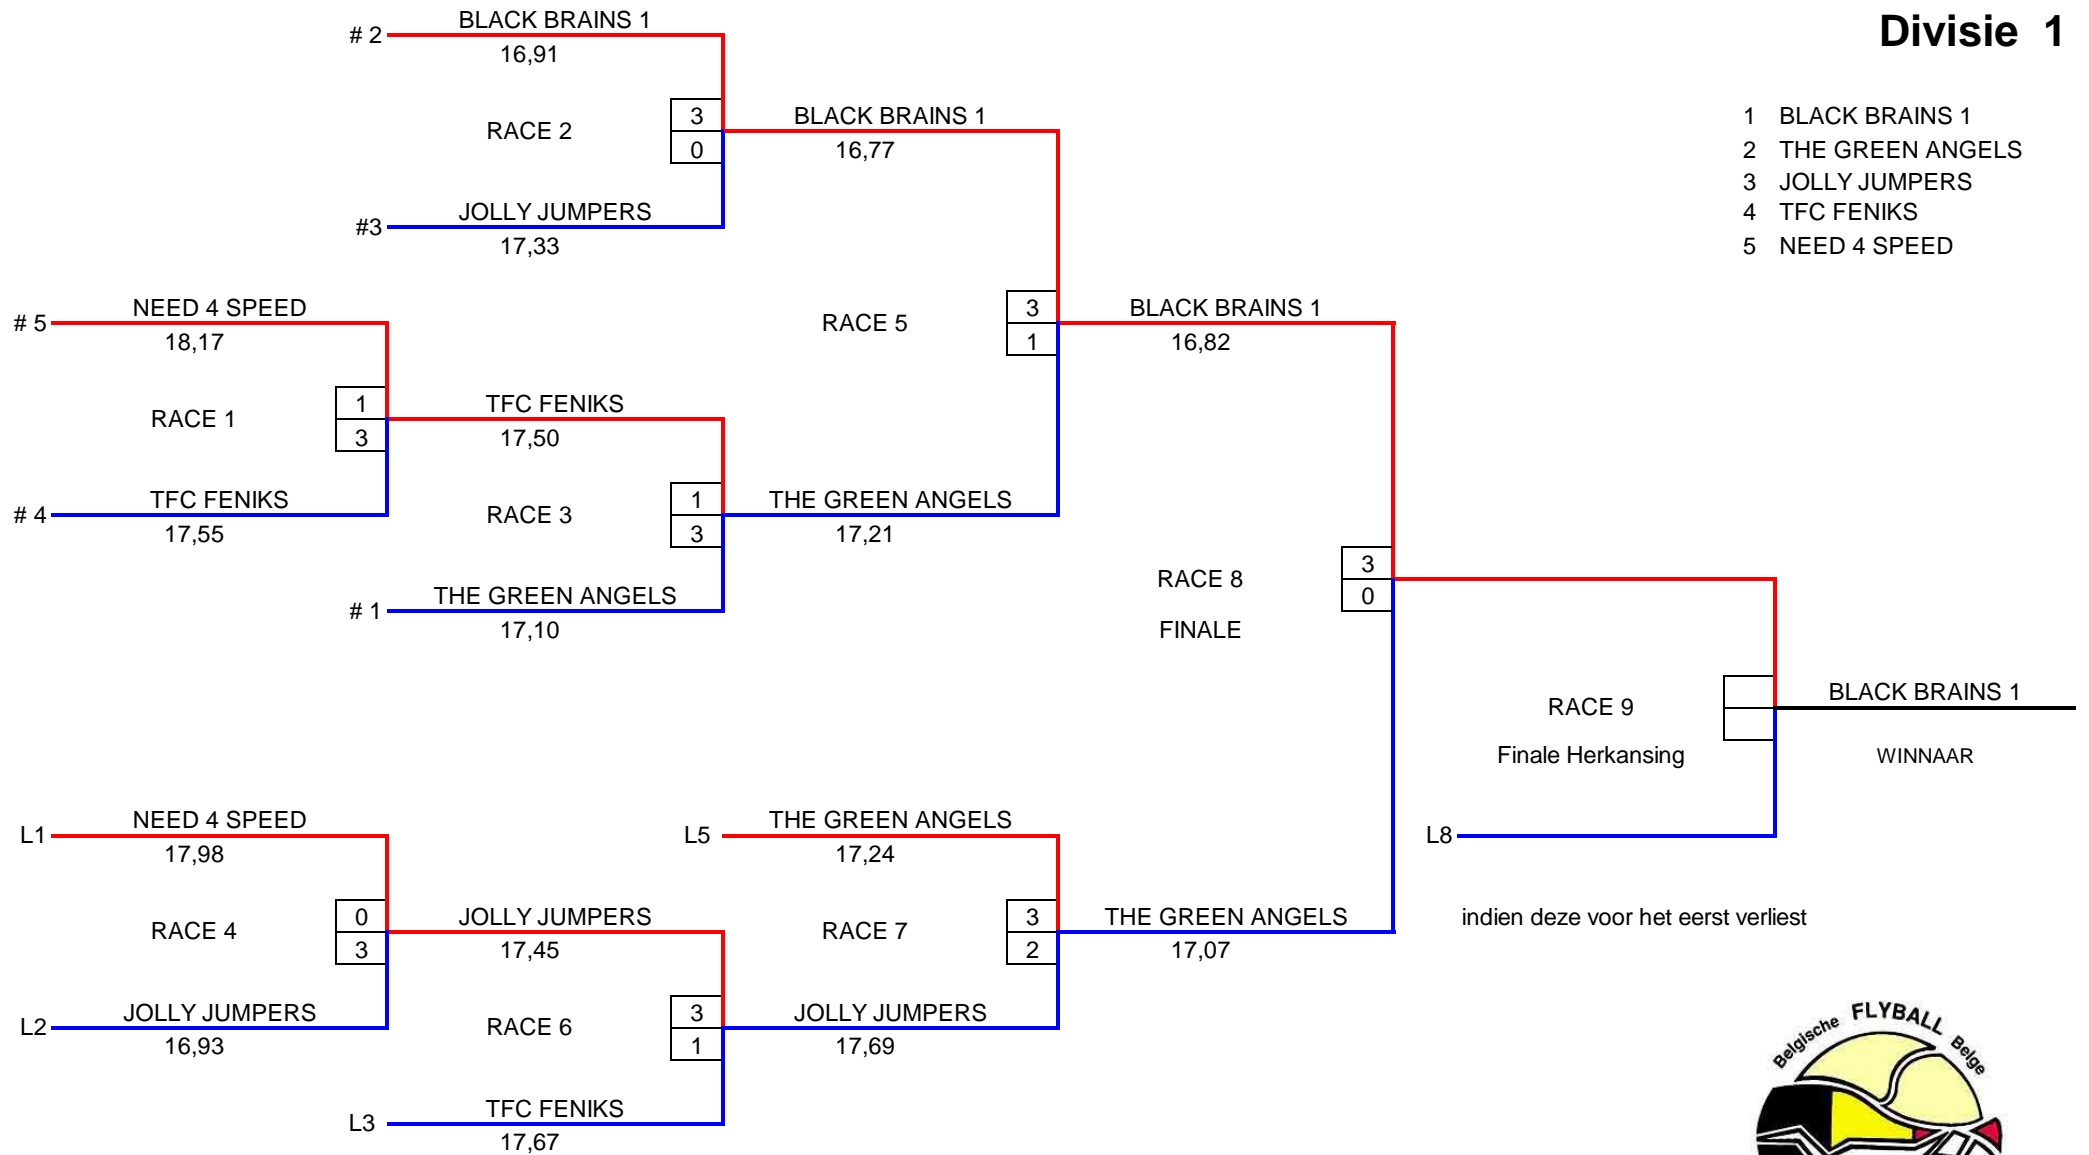 Divisie 1
1 BLACK BRAINS 1
2 THE GREEN ANGELS
3 JOLLY JUMPERS
4 TFC FENIKS
5 NEED 4 SPEED
# 2 BLACK BRAINS 1
16,91
RACE 2
3
0
#3 JOLLY JUMPERS
17,33
BLACK BRAINS 1
16,77
# 5 NEED 4 SPEED
18,17
RACE 1
1
3
# 4 TFC FENIKS
17,55
TFC FENIKS
17,50
RACE 3
1
3
# 1 THE GREEN ANGELS
17,10
THE GREEN ANGELS
17,21
RACE 5
3
1
BLACK BRAINS 1
16,82
RACE 8
FINALE
3
0
RACE 9
Finale Herkansing
BLACK BRAINS 1
WINNAAR
L8
indien deze voor het eerst verliest
L1 NEED 4 SPEED
17,98
RACE 4
0
3
L2 JOLLY JUMPERS
16,93
JOLLY JUMPERS
17,45
RACE 6
3
1
L3 TFC FENIKS
17,67
L5 THE GREEN ANGELS
17,24
RACE 7
3
2
JOLLY JUMPERS
17,69
THE GREEN ANGELS
17,07
Belgische FLYBALL Belge